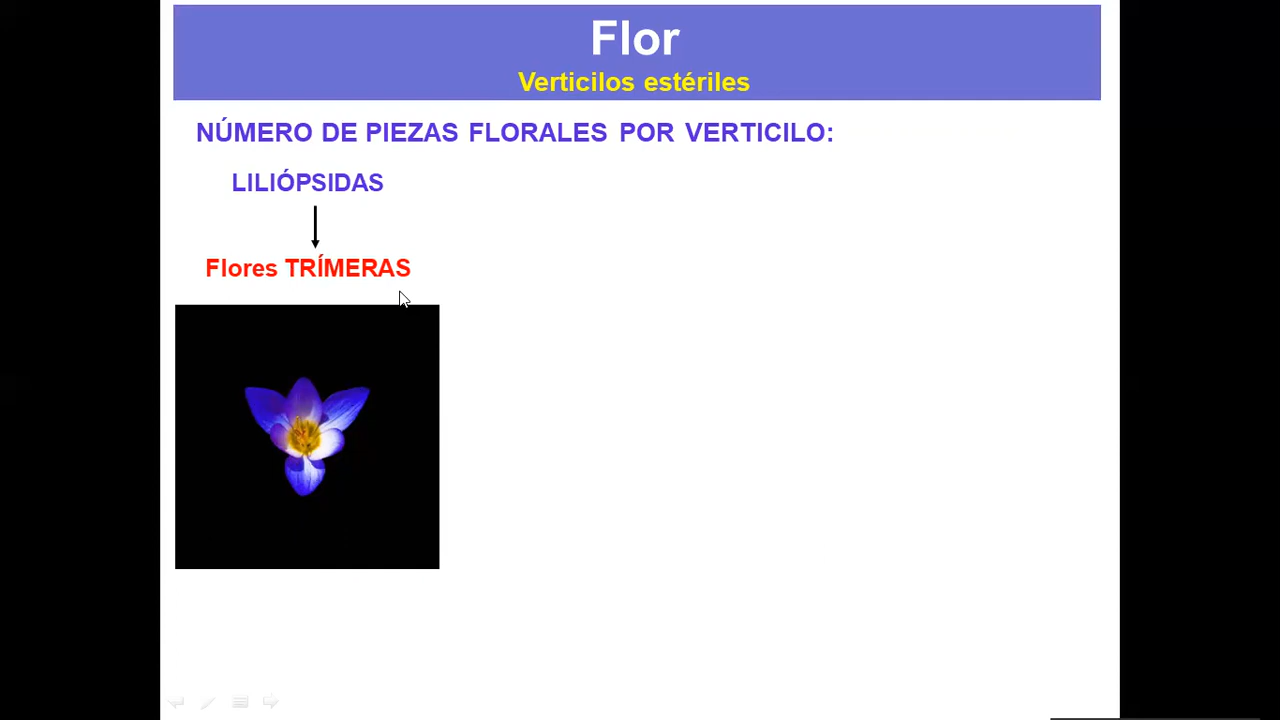 Flor
Verticilos estériles
NÚMERO DE PIEZAS FLORALES POR VERTICILO:
LILIÓPSIDAS
Flores TRÍMERAS